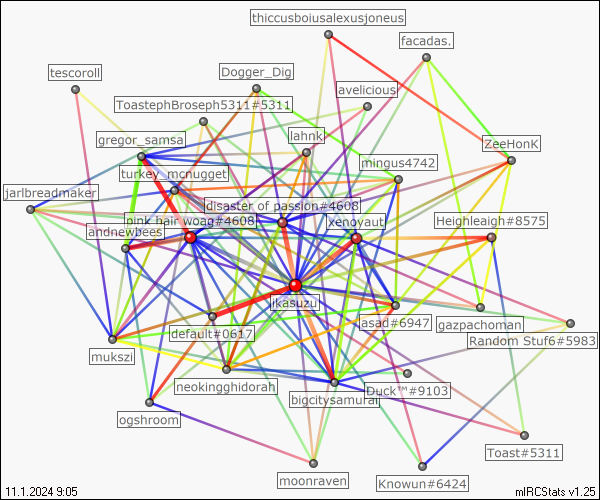 thiccusboiusalexusjoneus
facadas.
tescoroll
Dogger_Dig
avelicious
ToastephBroseph5311#5311
gregor_samsa
lahnk
ZeeHonK
turkey_mcnugget
mingus4742
jarlbreadmaker
disaster of passion#4608
pink hair woag#4608
xenoyaut
Heighleaigh#8575
andnewbees
ikasuzu
default#0617
asad#6947
gazpachoman
Random Stuf6#5983
mukszi
neokingghidorah
bigcitysamurai
Duck™#9103
ogshroom
Toast#5311
moonraven
Knowun#6424
11.1.2024 9:05
mIRCStats v1.25